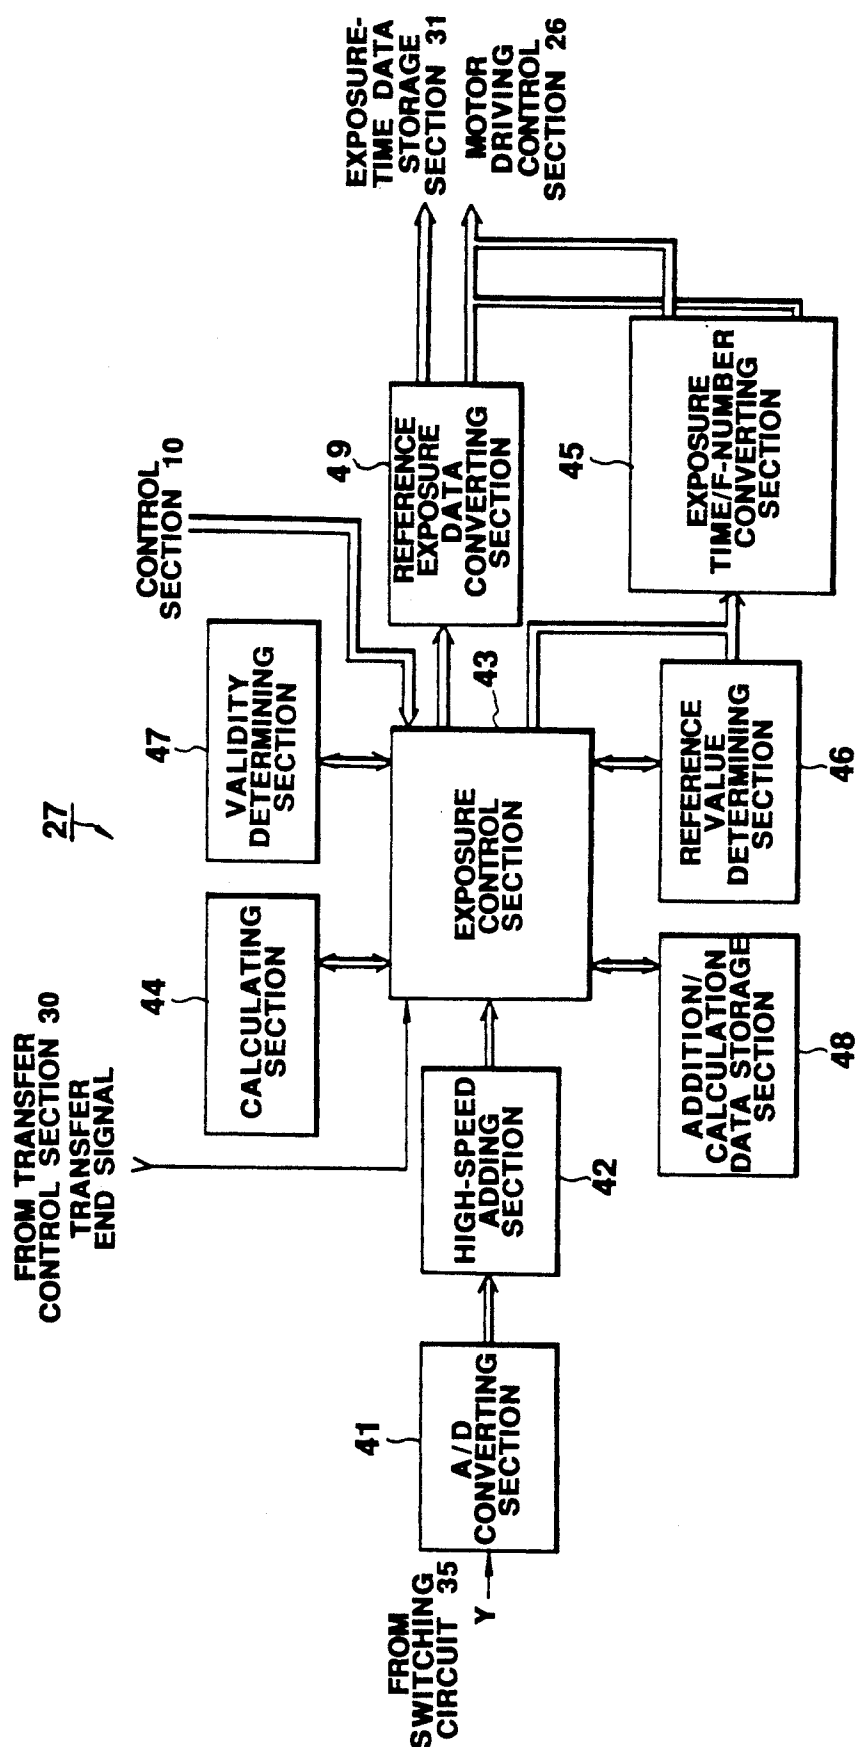 27
FROM TRANSFER
CONTROL SECTION 30
TRANSFER
END SIGNAL
CONTROL
SECTION 10
44
CALCULATING
SECTION
47
VALIDITY
DETERMINING
SECTION
FROM
SWITCHING
CIRCUIT 35
Y
41
A/D
CONVERTING
SECTION
HIGH-SPEED
ADDING
SECTION
42
EXPOSURE
CONTROL
SECTION
43
49
REFERENCE
EXPOSURE
DATA
CONVERTING
SECTION
EXPOSURE-
TIME DATA
STORAGE
SECTION 31
MOTOR
DRIVING
CONTROL
SECTION 26
ADDITION/
CALCULATION
DATA STORAGE
SECTION
48
REFERENCE
VALUE
DETERMINING
SECTION
46
45
EXPOSURE
TIME/F-NUMBER
CONVERTING
SECTION